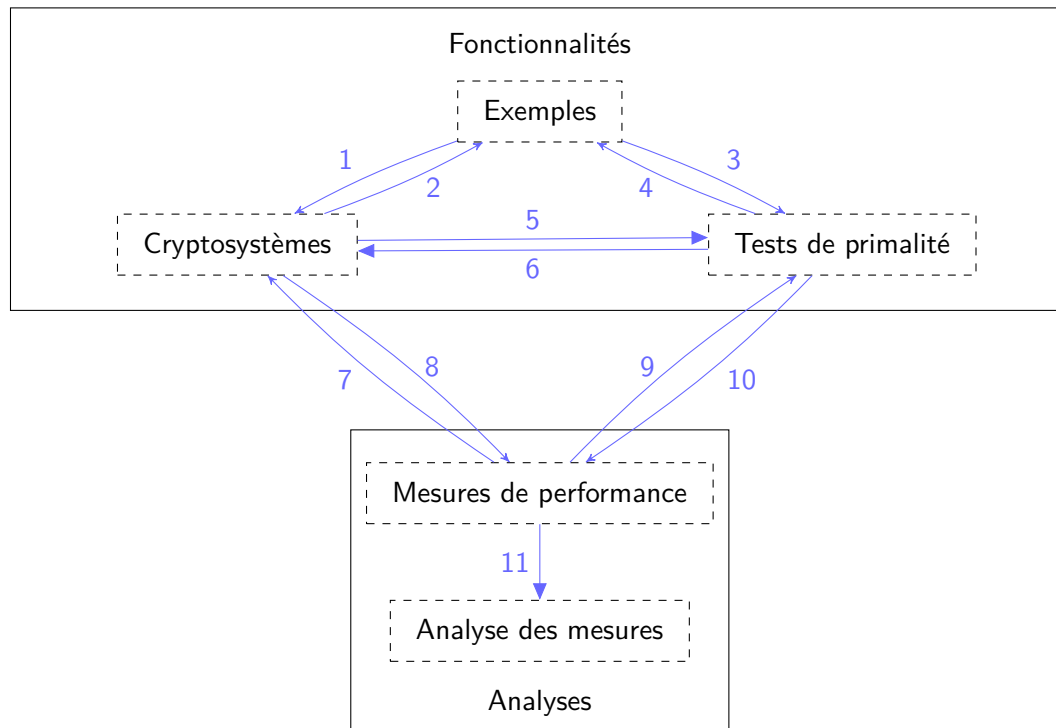 Fonctionnalités
Exemples
1
2
3
4
Cryptosystèmes
5
6
Tests de primalité
7
8
9
10
Mesures de performance
11
Analyse des mesures
Analyses